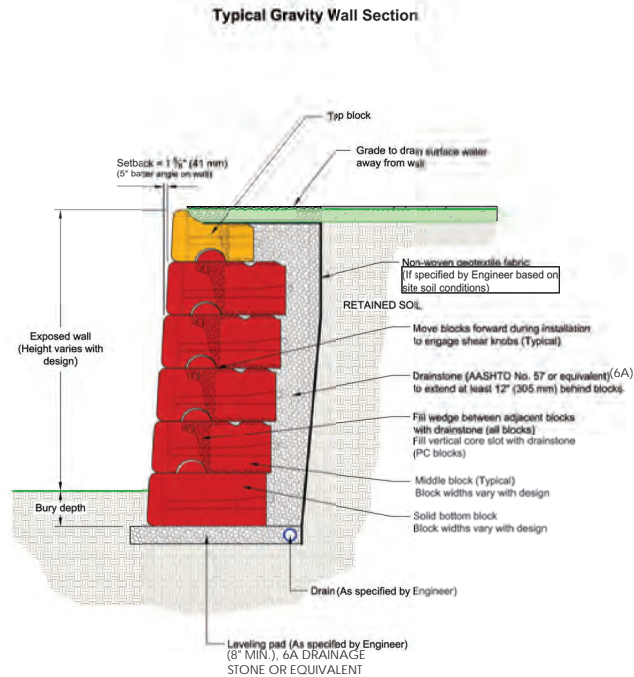 Typical Gravity Wall Section
Top block
Grade to drain surface water
away from wall
Setback = 1 5/8" (41 mm)
(5° batter angle on wall)
Non-woven geotextile fabric
(If specified by Engineer based on
site soil conditions)
RETAINED SOIL
Move blocks forward during installation
to engage shear knobs (Typical)
Exposed wall
(Height varies with
design)
Drainstone (AASHTO No. 57 or equivalent) (6A)
to extend at least 12" (305 mm) behind blocks
Fill wedge between adjacent blocks
with drainstone (all blocks)
Fill vertical core slot with drainstone
(PC blocks)
Middle block (Typical)
Block widths vary with design
Bury depth
Solid bottom block
Block widths vary with design
Drain (As specified by Engineer)
Leveling pad (As specified by Engineer)
(8" MIN.), 6A DRAINAGE
STONE OR EQUIVALENT